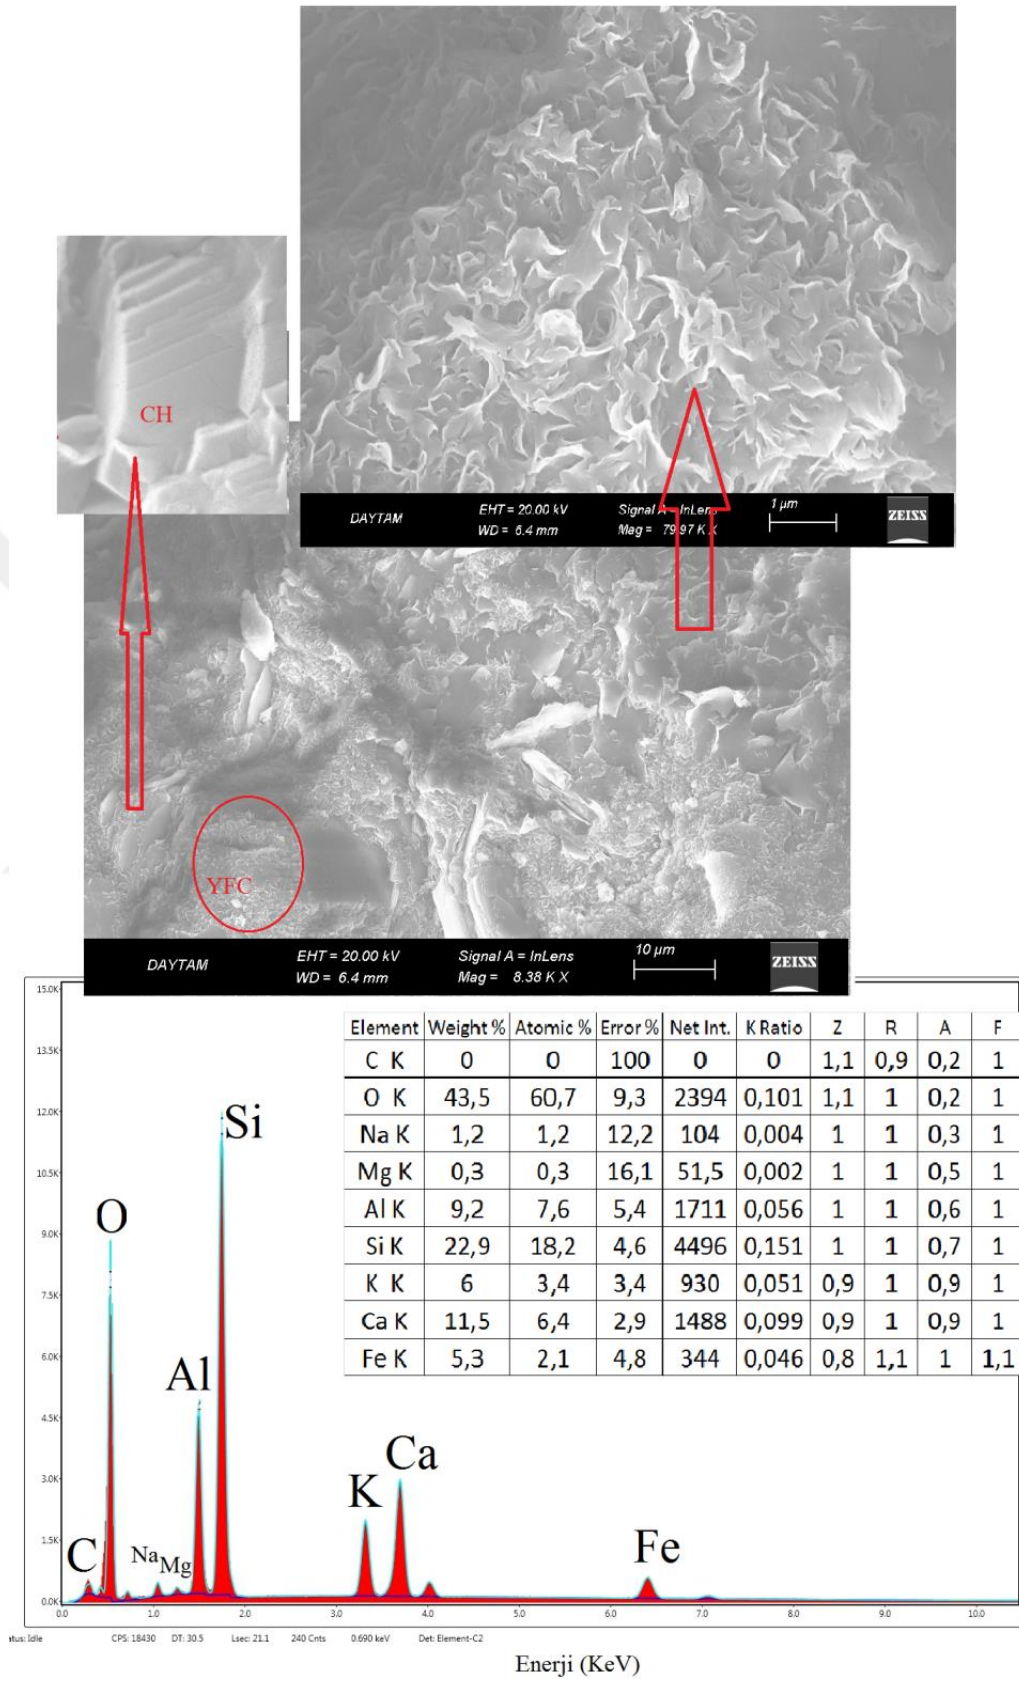 CH
DAYTAM
EHT = 20.00 kV
WD = 6.4 mm
Signal A = InLens
Mag = 79.97 K X
1 µm
ZEISS
YFC
DAYTAM
EHT = 20.00 kV
WD = 6.4 mm
Signal A = InLens
Mag = 8.38 K X
10 µm
ZEISS
Element Weight % Atomic % Error % Net Int. K Ratio Z R A F
C K 0 0 100 0 0 1,1 0,9 0,2 1
O K 43,5 60,7 9,3 2394 0,101 1,1 1 0,2 1
Na K 1,2 1,2 12,2 104 0,004 1 1 0,3 1
Mg K 0,3 0,3 16,1 51,5 0,002 1 1 0,5 1
Al K 9,2 7,6 5,4 1711 0,056 1 1 0,6 1
Si K 22,9 18,2 4,6 4496 0,151 1 1 0,7 1
K K 6 3,4 3,4 930 0,051 0,9 1 0,9 1
Ca K 11,5 6,4 2,9 1488 0,099 0,9 1 0,9 1
Fe K 5,3 2,1 4,8 344 0,046 0,8 1,1 1 1,1
15.0K
13.5K
12.0K
10.5K
9.0K
7.5K
6.0K
4.5K
3.0K
1.5K
0.0K
C
O
Na
Mg
Al
Si
K
Ca
Fe
0.0 1.0 2.0 3.0 4.0 5.0 6.0 7.0 8.0 9.0 10.0
atus: Idle CPS: 18430 DT: 30.5 Lsec: 21.1 240 Cnts 0.690 keV Det: Element-C2
Enerji (KeV)